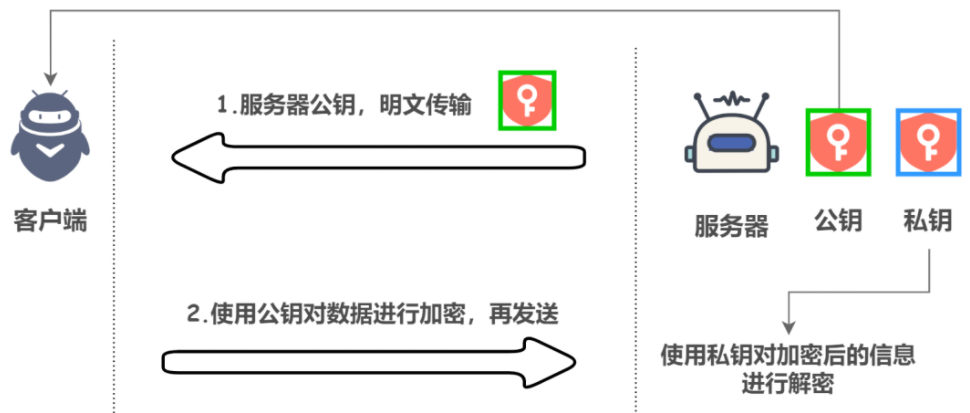 1.服务器公钥，明文传输
客户端
服务器
公钥
私钥
2.使用公钥对数据进行加密，再发送
使用私钥对加密后的信息
进行解密